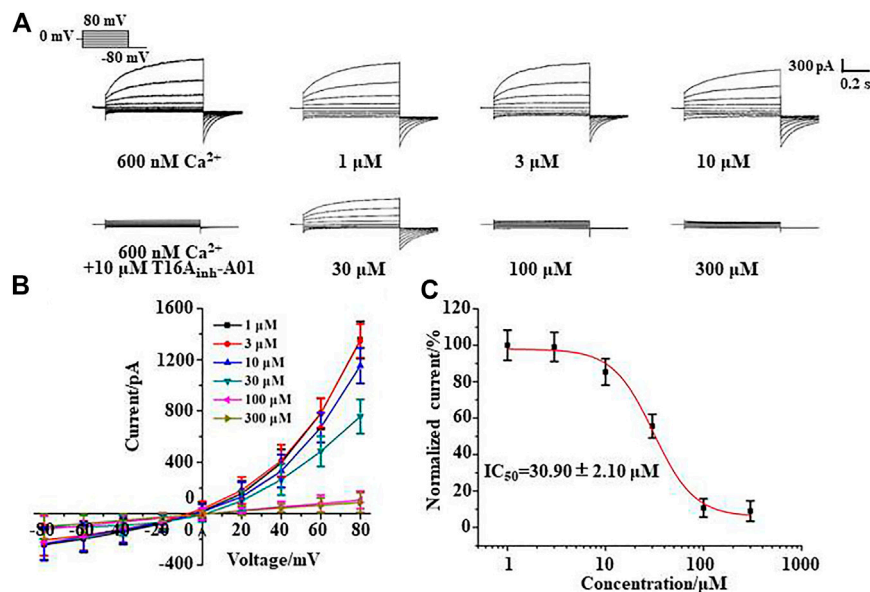 A
80 mV
0 mV
-80 mV
300 pA
0.2 s
600 nM Ca²⁺
1 µM
3 µM
10 µM
600 nM Ca²⁺
+10 µM T16Ainh-A01
30 µM
100 µM
300 µM
B
1600
1200
800
400
0
-400
Current/pA
1 µM
3 µM
10 µM
30 µM
100 µM
300 µM
-80 -60 -40 -20 0 20 40 60 80
Voltage/mV
C
120
100
80
60
40
20
0
Normalized current/%
IC50=30.90 ± 2.10 µM
1 10 100 1000
Concentration/µM